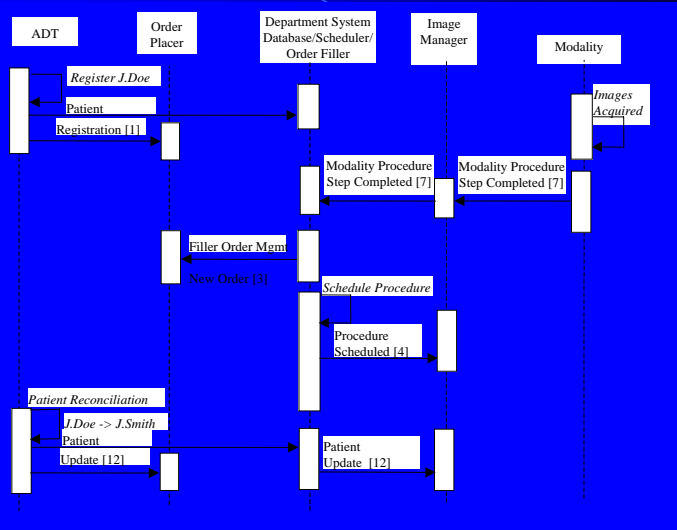 ADT
Order
Placer
Department System
Database/Scheduler/
Order Filler
Image
Manager
Modality
Register J.Doe
Patient
Registration [1]
Images
Acquired
Modality Procedure
Step Completed [7]
Modality Procedure
Step Completed [7]
Filler Order Mgmt
New Order [3]
Schedule Procedure
Procedure
Scheduled [4]
Patient Reconciliation
J.Doe -> J.Smith
Patient
Update [12]
Patient
Update [12]